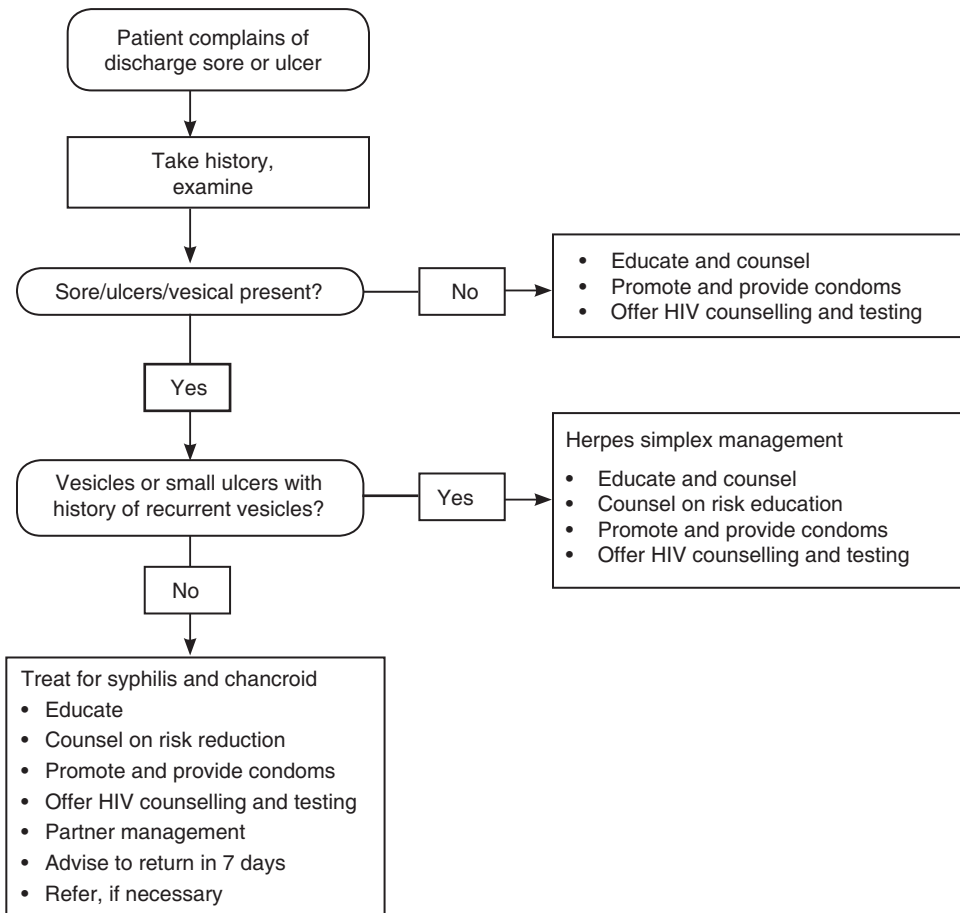 Patient complains of
discharge sore or ulcer
Take history,
examine
Sore/ulcers/vesical present?
No
• Educate and counsel
• Promote and provide condoms
• Offer HIV counselling and testing
Yes
Vesicles or small ulcers with
history of recurrent vesicles?
Yes
Herpes simplex management
• Educate and counsel
• Counsel on risk education
• Promote and provide condoms
• Offer HIV counselling and testing
No
Treat for syphilis and chancroid
• Educate
• Counsel on risk reduction
• Promote and provide condoms
• Offer HIV counselling and testing
• Partner management
• Advise to return in 7 days
• Refer, if necessary